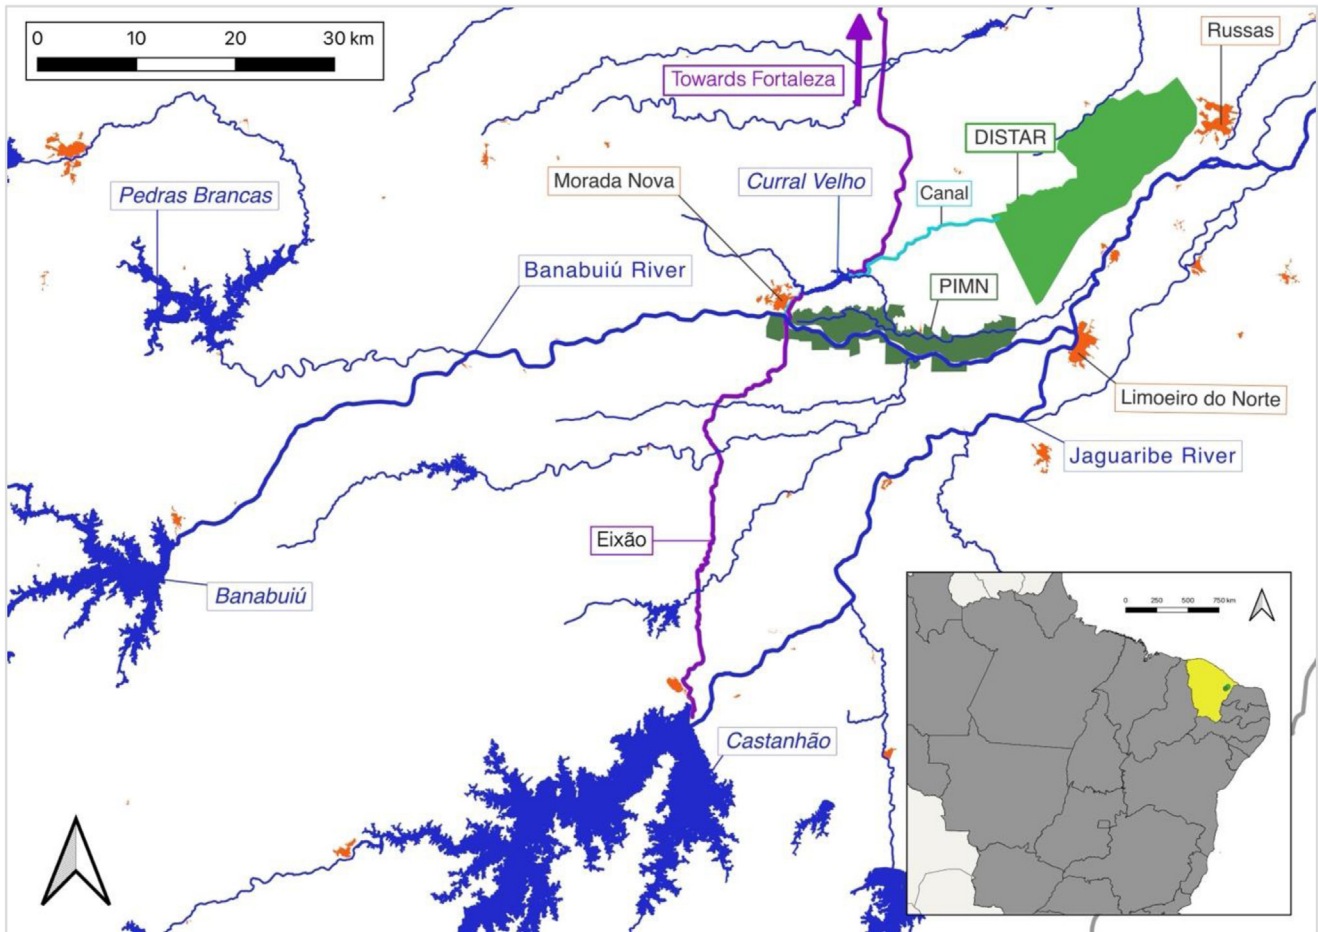 0 10 20 30 km
Russas
Towards Fortaleza
DISTAR
Morada Nova
Curral Velho
Pedras Brancas
Canal
Banabuiú River
PIMN
Limoeiro do Norte
Jaguaribe River
Eixão
Banabuiú
0 250 500 750 km
Castanhão